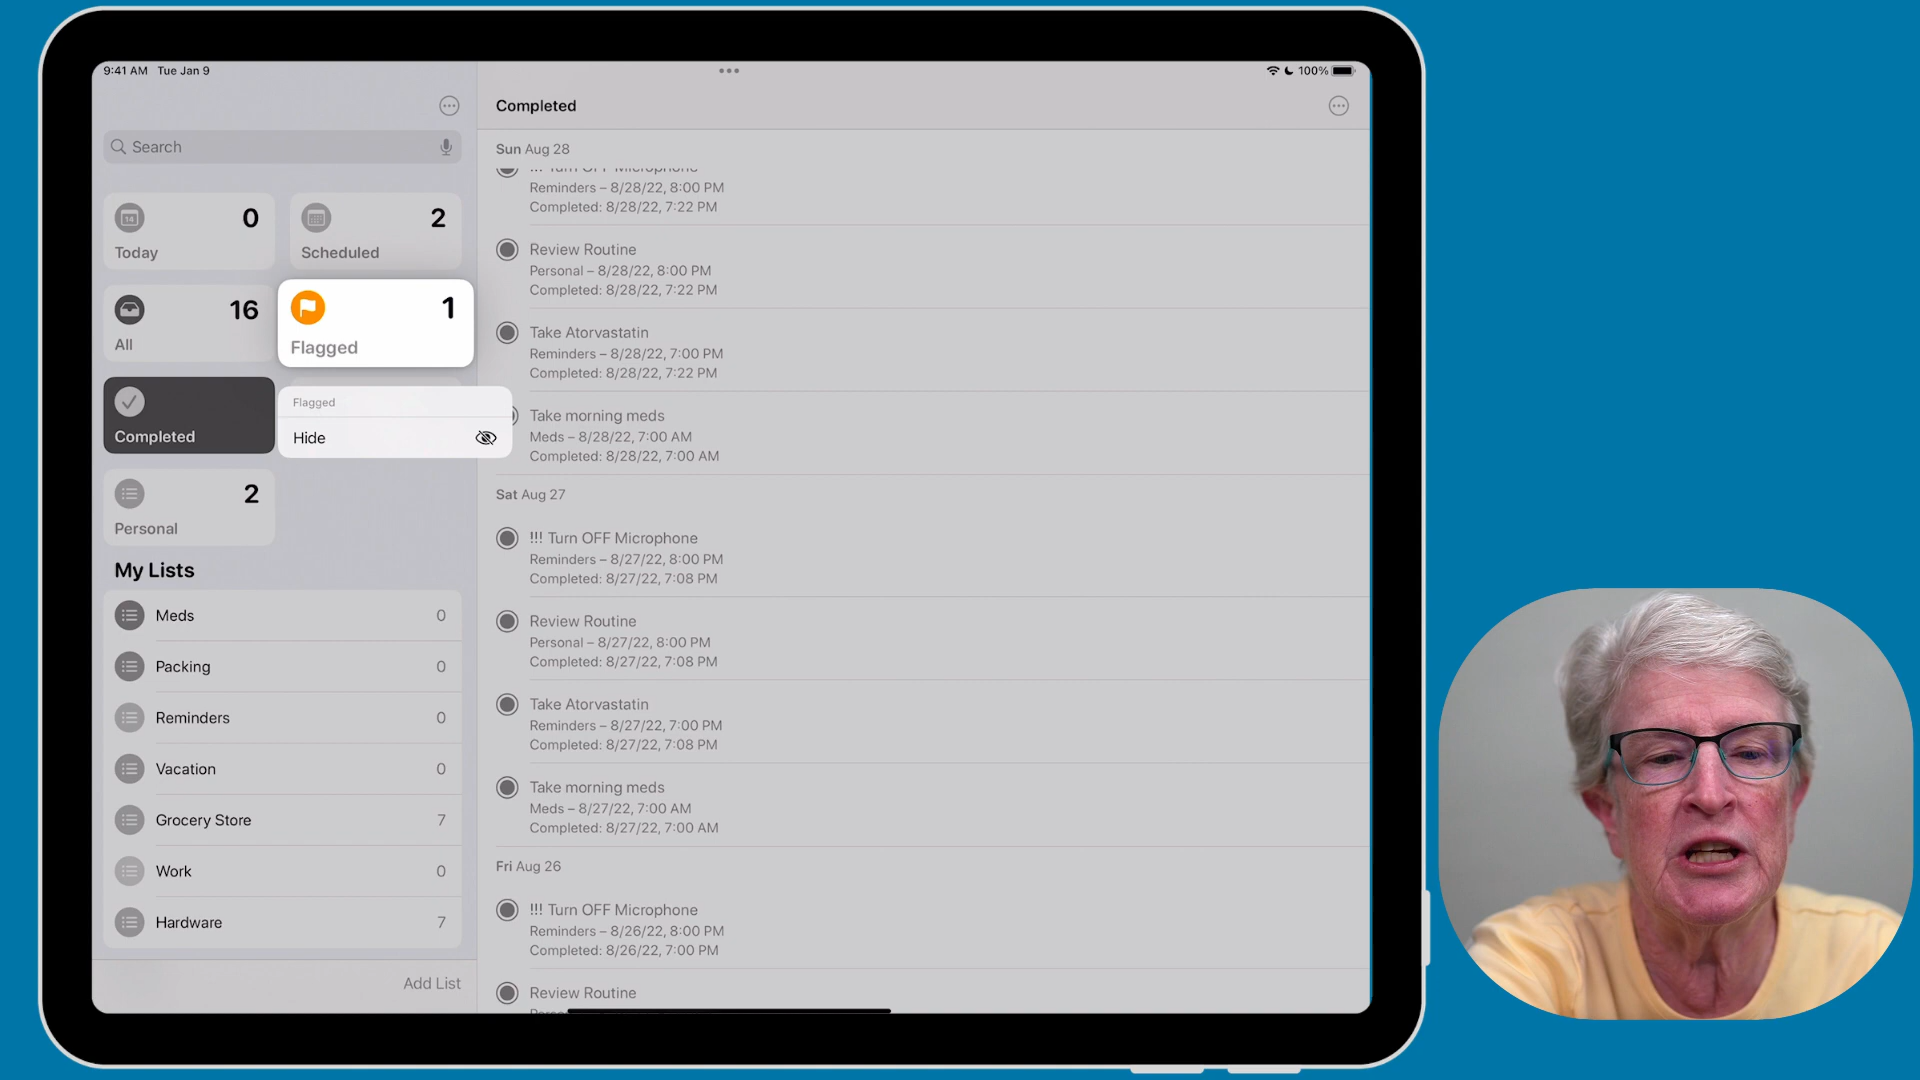 9:41 AM Tue Jan 9
100%
Search
14
0
Today
2
Scheduled
16
All
1
Flagged
Completed
Flagged
Hide
2
Personal
My Lists
Meds 0
Packing 0
Reminders 0
Vacation 0
Grocery Store 7
Work 0
Hardware 7
Add List
Completed
Sun Aug 28
!!! Turn OFF Microphone
Reminders – 8/28/22, 8:00 PM
Completed: 8/28/22, 7:22 PM
Review Routine
Personal – 8/28/22, 8:00 PM
Completed: 8/28/22, 7:22 PM
Take Atorvastatin
Reminders – 8/28/22, 7:00 PM
Completed: 8/28/22, 7:22 PM
Take morning meds
Meds – 8/28/22, 7:00 AM
Completed: 8/28/22, 7:00 AM
Sat Aug 27
!!! Turn OFF Microphone
Reminders – 8/27/22, 8:00 PM
Completed: 8/27/22, 7:08 PM
Review Routine
Personal – 8/27/22, 8:00 PM
Completed: 8/27/22, 7:08 PM
Take Atorvastatin
Reminders – 8/27/22, 7:00 PM
Completed: 8/27/22, 7:08 PM
Take morning meds
Meds – 8/27/22, 7:00 AM
Completed: 8/27/22, 7:00 AM
Fri Aug 26
!!! Turn OFF Microphone
Reminders – 8/26/22, 8:00 PM
Completed: 8/26/22, 7:00 PM
Review Routine